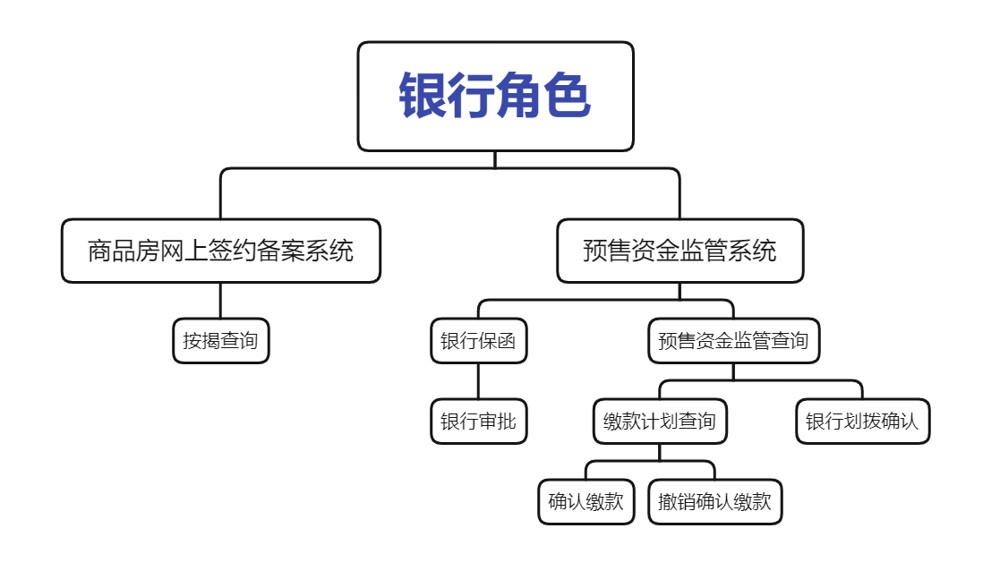 银行角色
商品房网上签约备案系统
预售资金监管系统
按揭查询
银行保函
预售资金监管查询
银行审批
缴款计划查询
银行划拨确认
确认缴款
撤销确认缴款